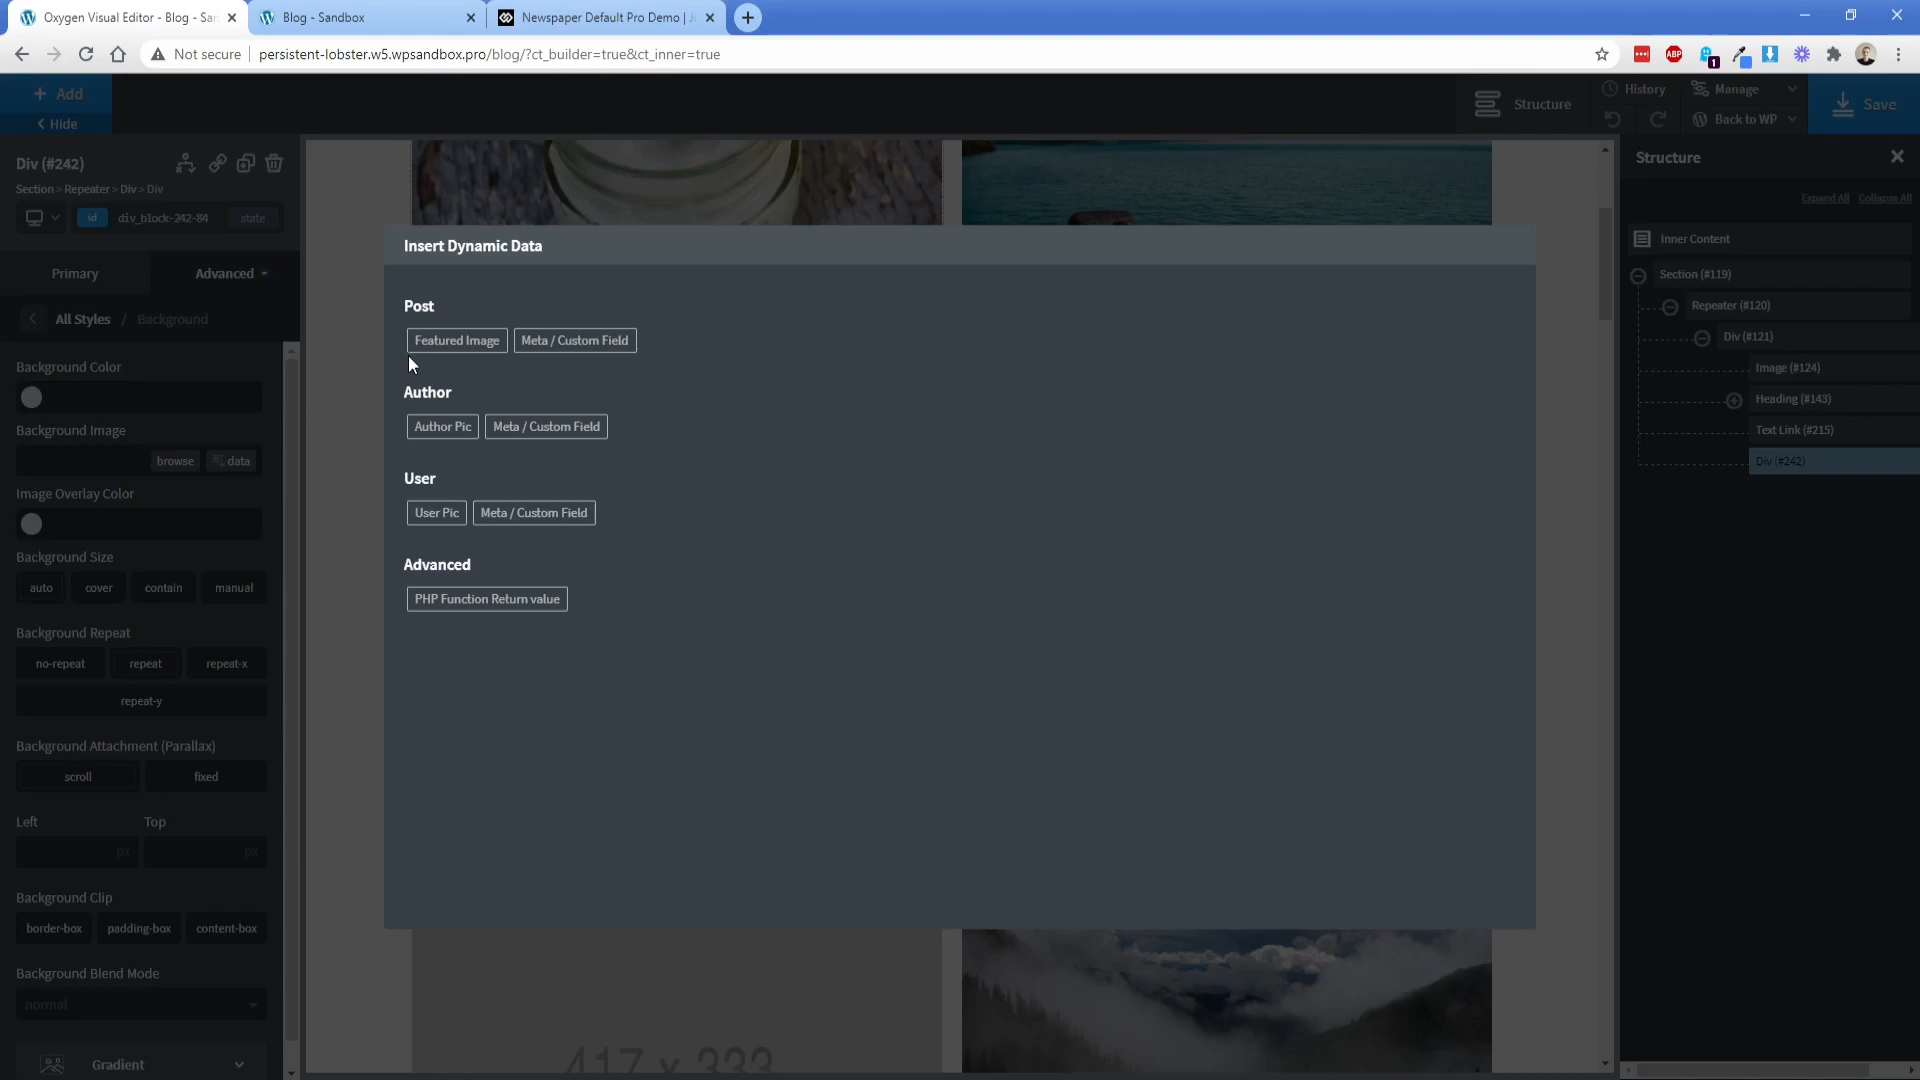 Oxygen Visual Editor - Blog - San
Blog - Sandbox
Newspaper Default Pro Demo |
Not secure
persistent-lobster.w5.wpsandbox.pro/blog/?ct_builder=true&ct_inner=true
ABP
1
+ Add
< Hide
Structure
History
Manage
Back to WP
Save
Div (#242)
Section > Repeater > Div > Div
id
div_block-242-84
state
Primary
Advanced
All Styles / Background
Background Color
Background Image
browse
data
Image Overlay Color
Background Size
auto
cover
contain
manual
Background Repeat
no-repeat
repeat
repeat-x
repeat-y
Background Attachment (Parallax)
scroll
fixed
Left
Top
px
px
Background Clip
border-box
padding-box
content-box
Background Blend Mode
normal
Gradient
Insert Dynamic Data
Post
Featured Image
Meta / Custom Field
Author
Author Pic
Meta / Custom Field
User
User Pic
Meta / Custom Field
Advanced
PHP Function Return value
417 x 333
Structure
Expand All
Collapse All
Inner Content
Section (#119)
Repeater (#120)
Div (#121)
Image (#124)
Heading (#143)
Text Link (#215)
Div (#242)